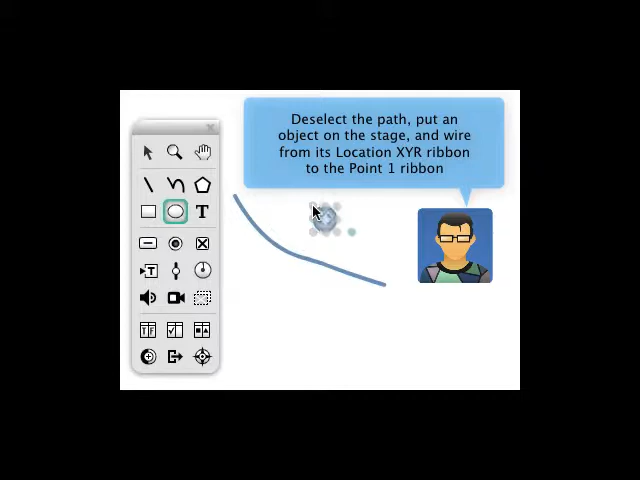 Deselect the path, put an
object on the stage, and wire
from its Location XYR ribbon
to the Point 1 ribbon
T
T
T F